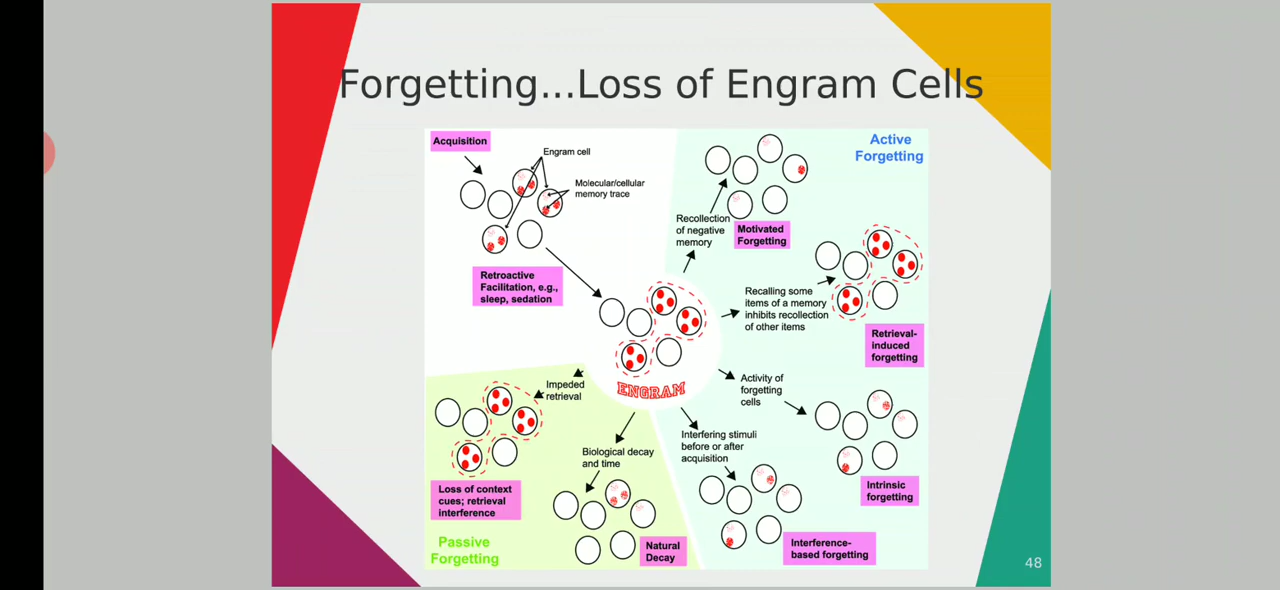 Forgetting...Loss of Engram Cells
Acquisition
Engram cell
Molecular/cellular
memory trace
Retroactive
Facilitation, e.g.,
sleep, sedation
Active
Forgetting
Recollection
of negative
memory
Motivated
Forgetting
Recalling some
items of a memory
inhibits recollection
of other items
Retrieval-
induced
forgetting
ENGRAM
Activity of
forgetting
cells
Intrinsic
forgetting
Interfering stimuli
before or after
acquisition
Interference-
based forgetting
Impeded
retrieval
Loss of context
cues; retrieval
interference
Biological decay
and time
Natural
Decay
Passive
Forgetting
48